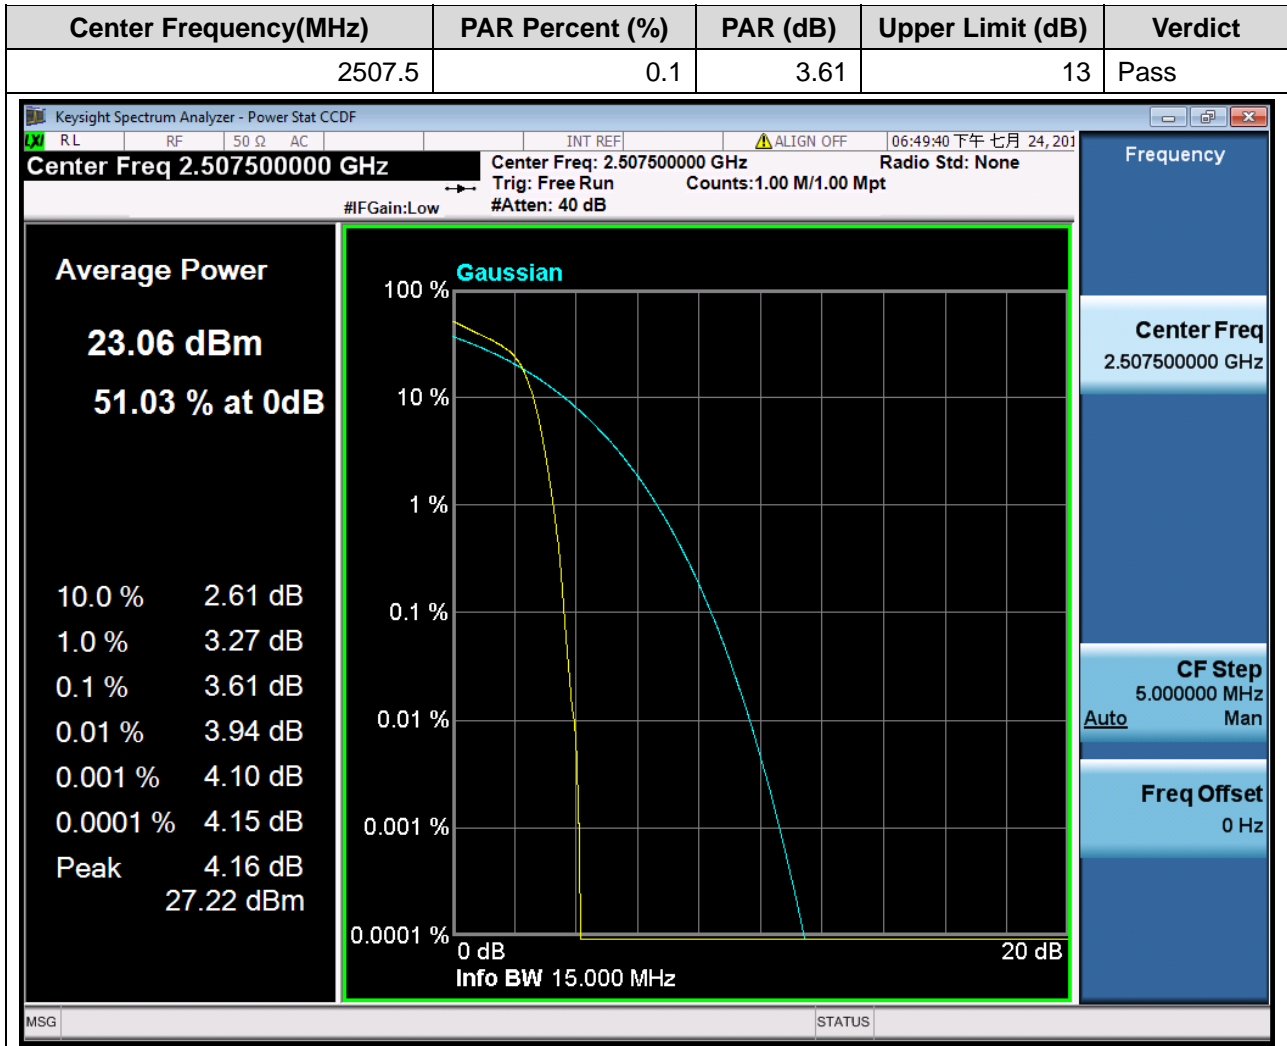 Center Frequency(MHz) PAR Percent (%) PAR (dB) Upper Limit (dB) Verdict
2507.5 0.1 3.61 13 Pass
Keysight Spectrum Analyzer - Power Stat CCDF
LXI RL RF 50 Ω AC INT REF ALIGN OFF 06:49:40 下午 七月 24, 201
Center Freq 2.507500000 GHz
Center Freq: 2.507500000 GHz Radio Std: None
Trig: Free Run Counts:1.00 M/1.00 Mpt
#IFGain:Low #Atten: 40 dB
Average Power
23.06 dBm
51.03 % at 0dB
10.0 % 2.61 dB
1.0 % 3.27 dB
0.1 % 3.61 dB
0.01 % 3.94 dB
0.001 % 4.10 dB
0.0001 % 4.15 dB
Peak 4.16 dB
27.22 dBm
Gaussian
100 %
10 %
1 %
0.1 %
0.01 %
0.001 %
0.0001 %
0 dB 20 dB
Info BW 15.000 MHz
Frequency
Center Freq
2.507500000 GHz
CF Step
5.000000 MHz
Auto Man
Freq Offset
0 Hz
MSG STATUS